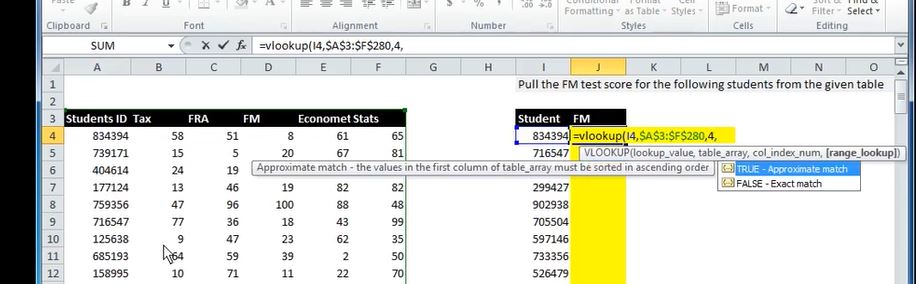 Paste
Conditional Format Cell
Formatting as Table Styles
Format
Sort & Find &
Filter Select
Clipboard Font Alignment Number Styles Cells Editing
SUM =vlookup(I4,$A$3:$F$280,4,
A B C D E F G H I J K L M N O
1 Pull the FM test score for the following students from the given table
2
3 Students ID Tax FRA FM Economet Stats Student FM
4 834394 58 51 8 61 65 834394 =vlookup(I4,$A$3:$F$280,4,
5 739171 15 5 20 67 81 716547 VLOOKUP(lookup_value, table_array, col_index_num, [range_lookup])
6 404614 24 19 Approximate match - the values in the first column of table_array must be sorted in ascending order TRUE - Approximate match
7 177124 13 46 19 82 82 299427 FALSE - Exact match
8 759356 47 96 100 88 48 902938
9 716547 77 36 18 43 99 705504
10 125638 9 47 23 62 35 597146
11 685193 64 59 39 2 50 733356
12 158995 10 71 11 22 70 526479